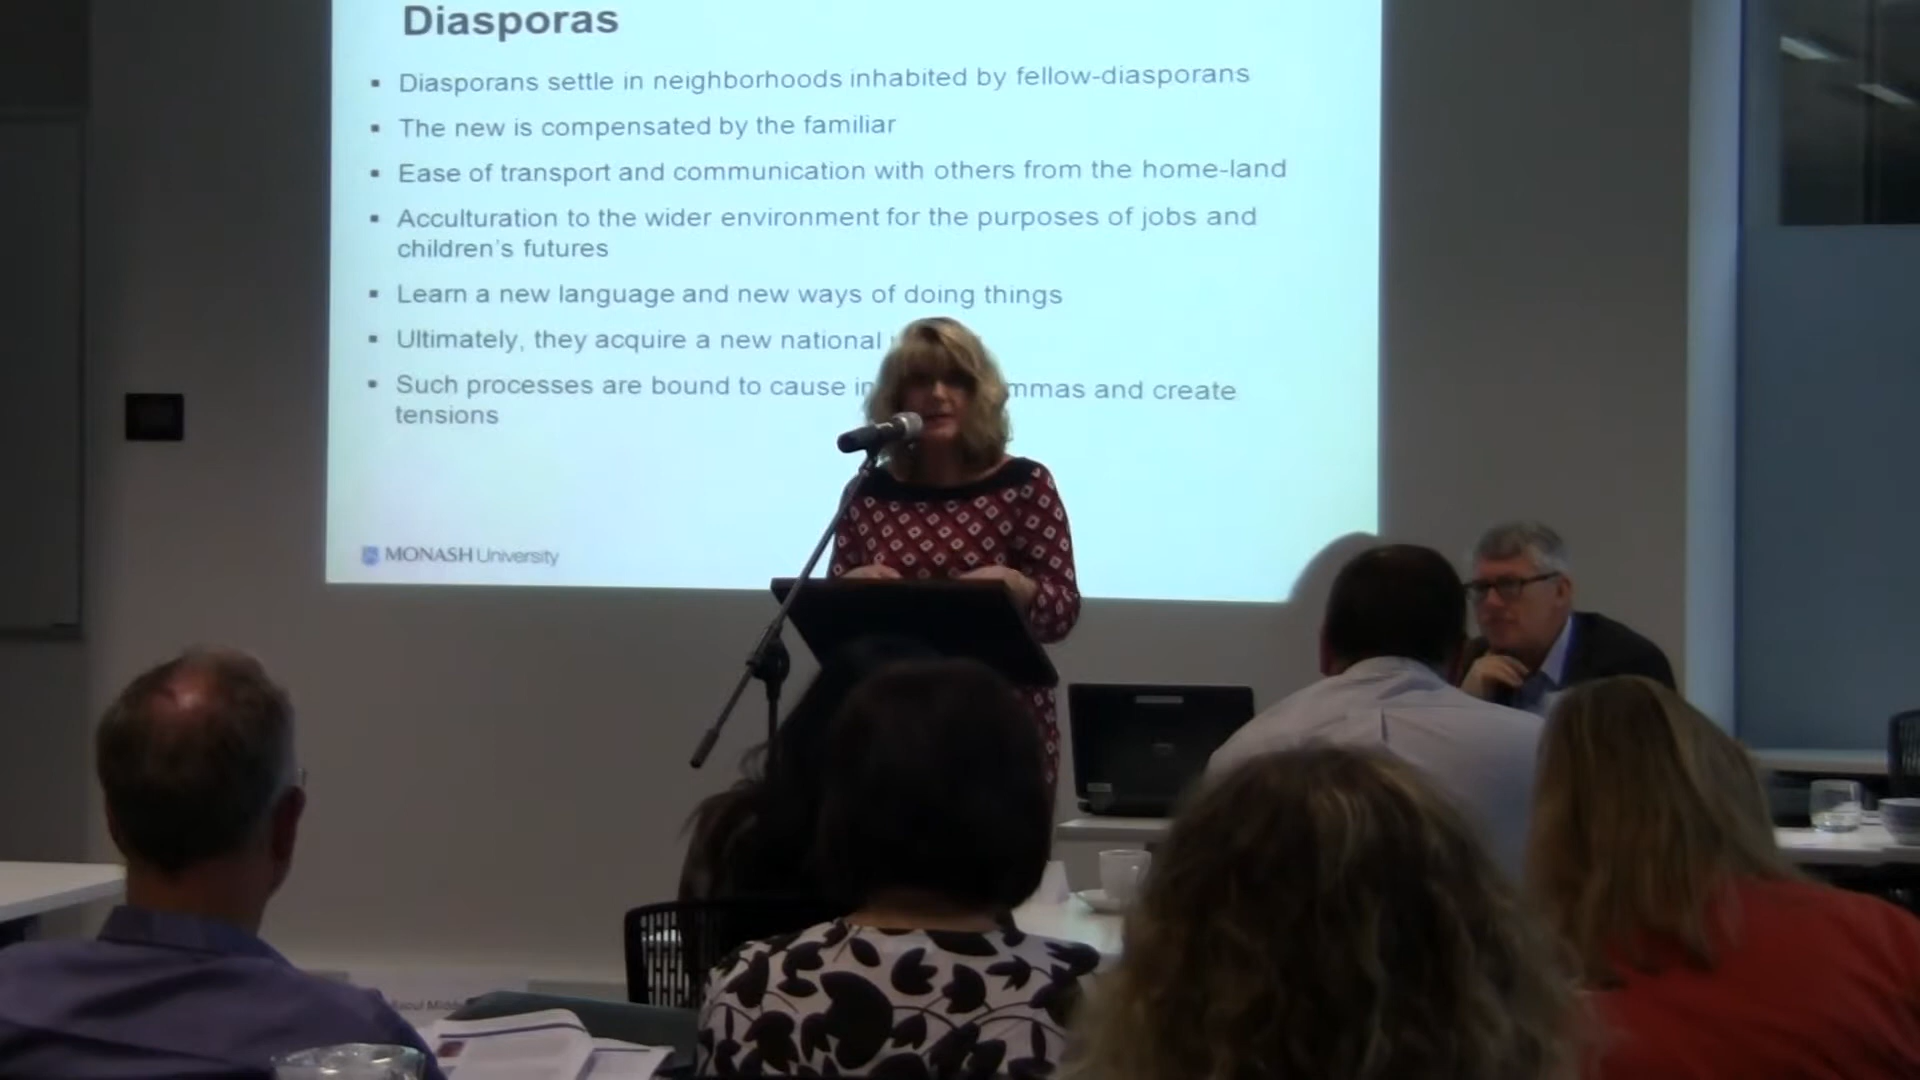 Diasporas
▪ Diasporans settle in neighborhoods inhabited by fellow-diasporans
▪ The new is compensated by the familiar
▪ Ease of transport and communication with others from the home-land
▪ Acculturation to the wider environment for the purposes of jobs and
children's futures
▪ Learn a new language and new ways of doing things
▪ Ultimately, they acquire a new national
▪ Such processes are bound to cause in mmas and create
tensions
MONASH University